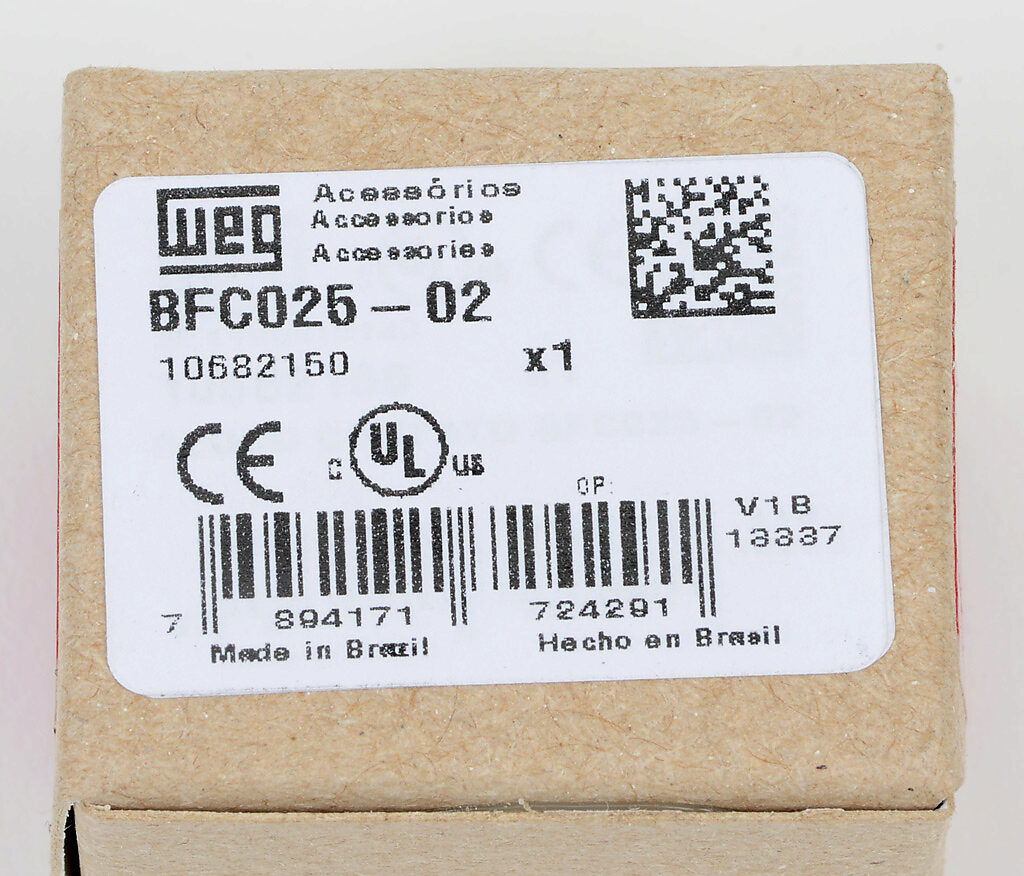 weg
Acessórios
Accesorios
Accessories
BFC025-02
10682150
x1
CE
C UL US
OP:
V1B
13337
7 894171 724291
Made in Brazil
Hecho en Brasil